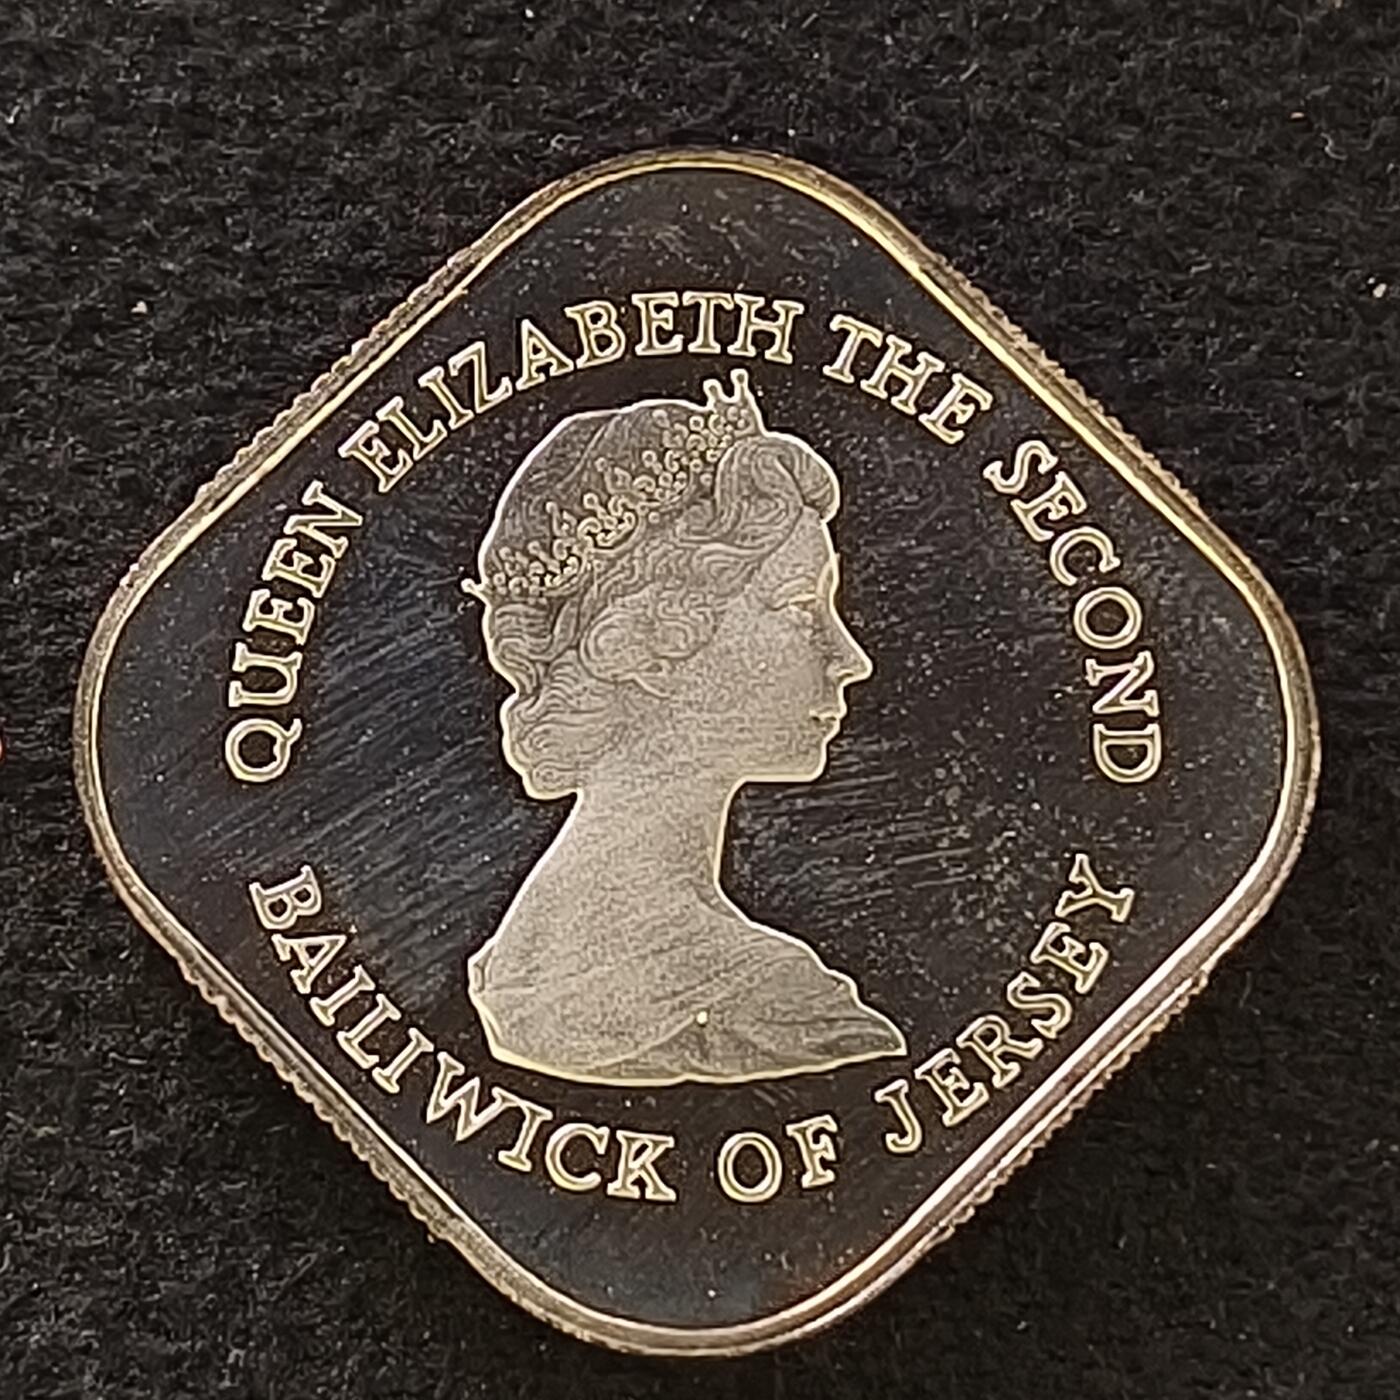 QUEEN ELIZABETH THE SECOND
BAILIWICK OF JERSEY